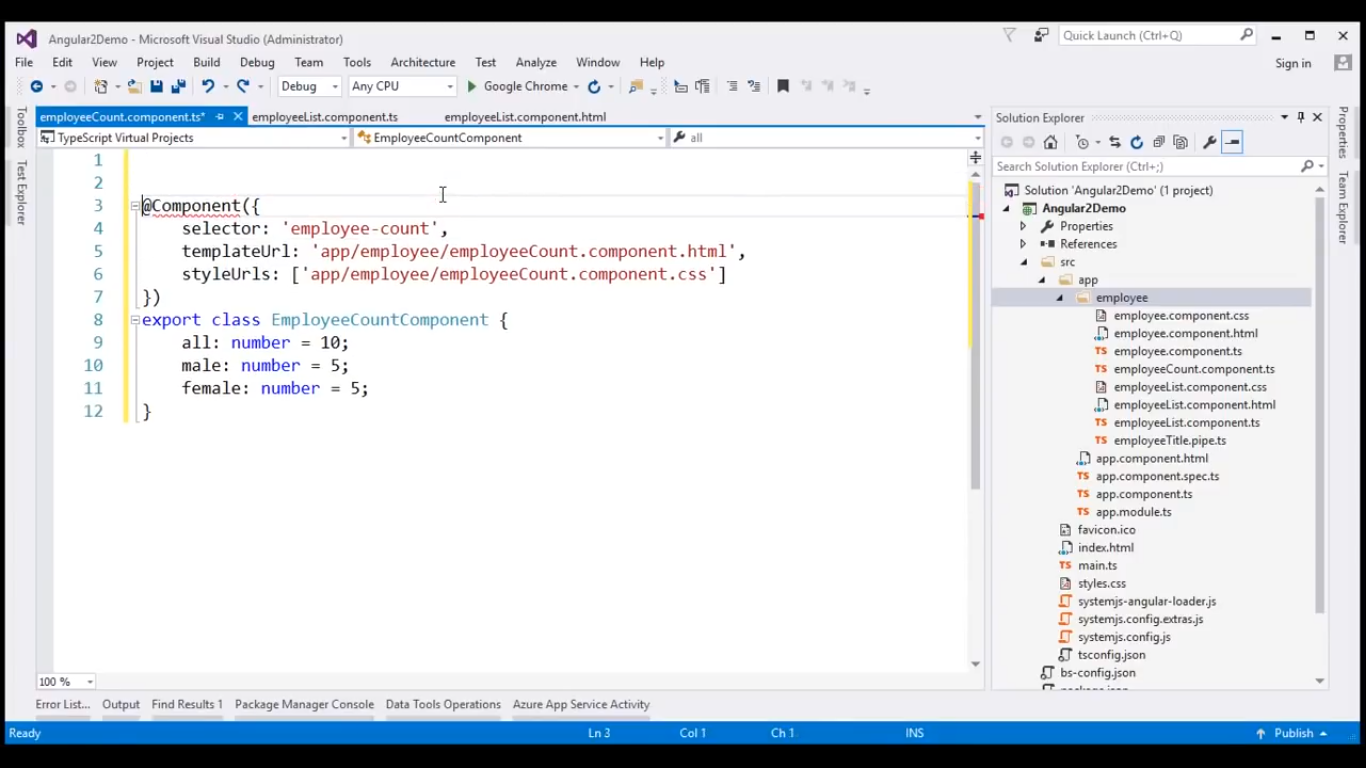 Angular2Demo - Microsoft Visual Studio (Administrator)
Quick Launch (Ctrl+Q)
File Edit View Project Build Debug Team Tools Architecture Test Analyze Window Help
Sign in
Debug Any CPU Google Chrome
Toolbox
Test Explorer
employeeCount.component.ts* employeeList.component.ts employeeList.component.html
TypeScript Virtual Projects EmployeeCountComponent all
1
2
3 @Component({
4 selector: 'employee-count',
5 templateUrl: 'app/employee/employeeCount.component.html',
6 styleUrls: ['app/employee/employeeCount.component.css']
7 })
8 export class EmployeeCountComponent {
9 all: number = 10;
10 male: number = 5;
11 female: number = 5;
12 }
100 %
Solution Explorer
Search Solution Explorer (Ctrl+;)
Solution 'Angular2Demo' (1 project)
Angular2Demo
Properties
References
src
app
employee
employee.component.css
employee.component.html
TS employee.component.ts
TS employeeCount.component.ts
employeeList.component.css
employeeList.component.html
TS employeeList.component.ts
TS employeeTitle.pipe.ts
app.component.html
TS app.component.spec.ts
TS app.component.ts
TS app.module.ts
favicon.ico
index.html
TS main.ts
styles.css
systemjs-angular-loader.js
systemjs.config.extras.js
systemjs.config.js
tsconfig.json
bs-config.json
Properties
Team Explorer
Error List... Output Find Results 1 Package Manager Console Data Tools Operations Azure App Service Activity
Ready Ln 3 Col 1 Ch 1 INS Publish